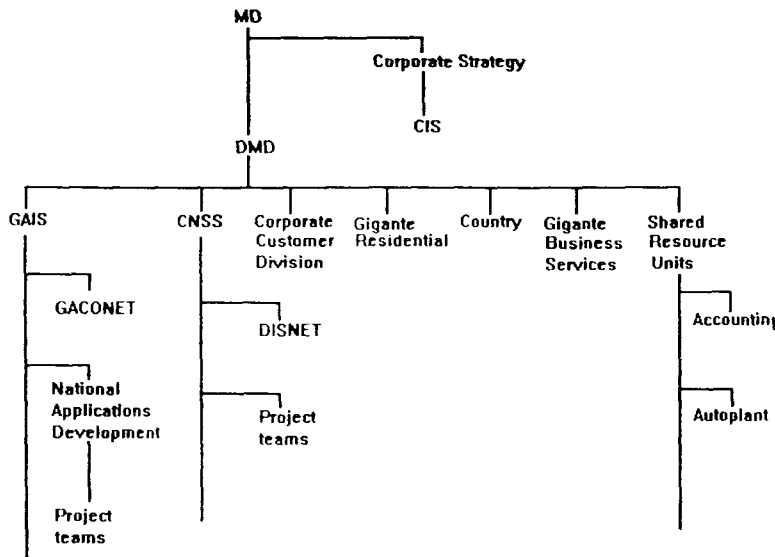 MD
Corporate Strategy
CIS
DMD
GAIS
CNSS
Corporate
Customer
Division
Gigante
Residential
Country
Gigante
Business
Services
Shared
Resource
Units
GACONET
DISNET
Accounting
National
Applications
Development
Project
teams
Autoplant
Project
teams